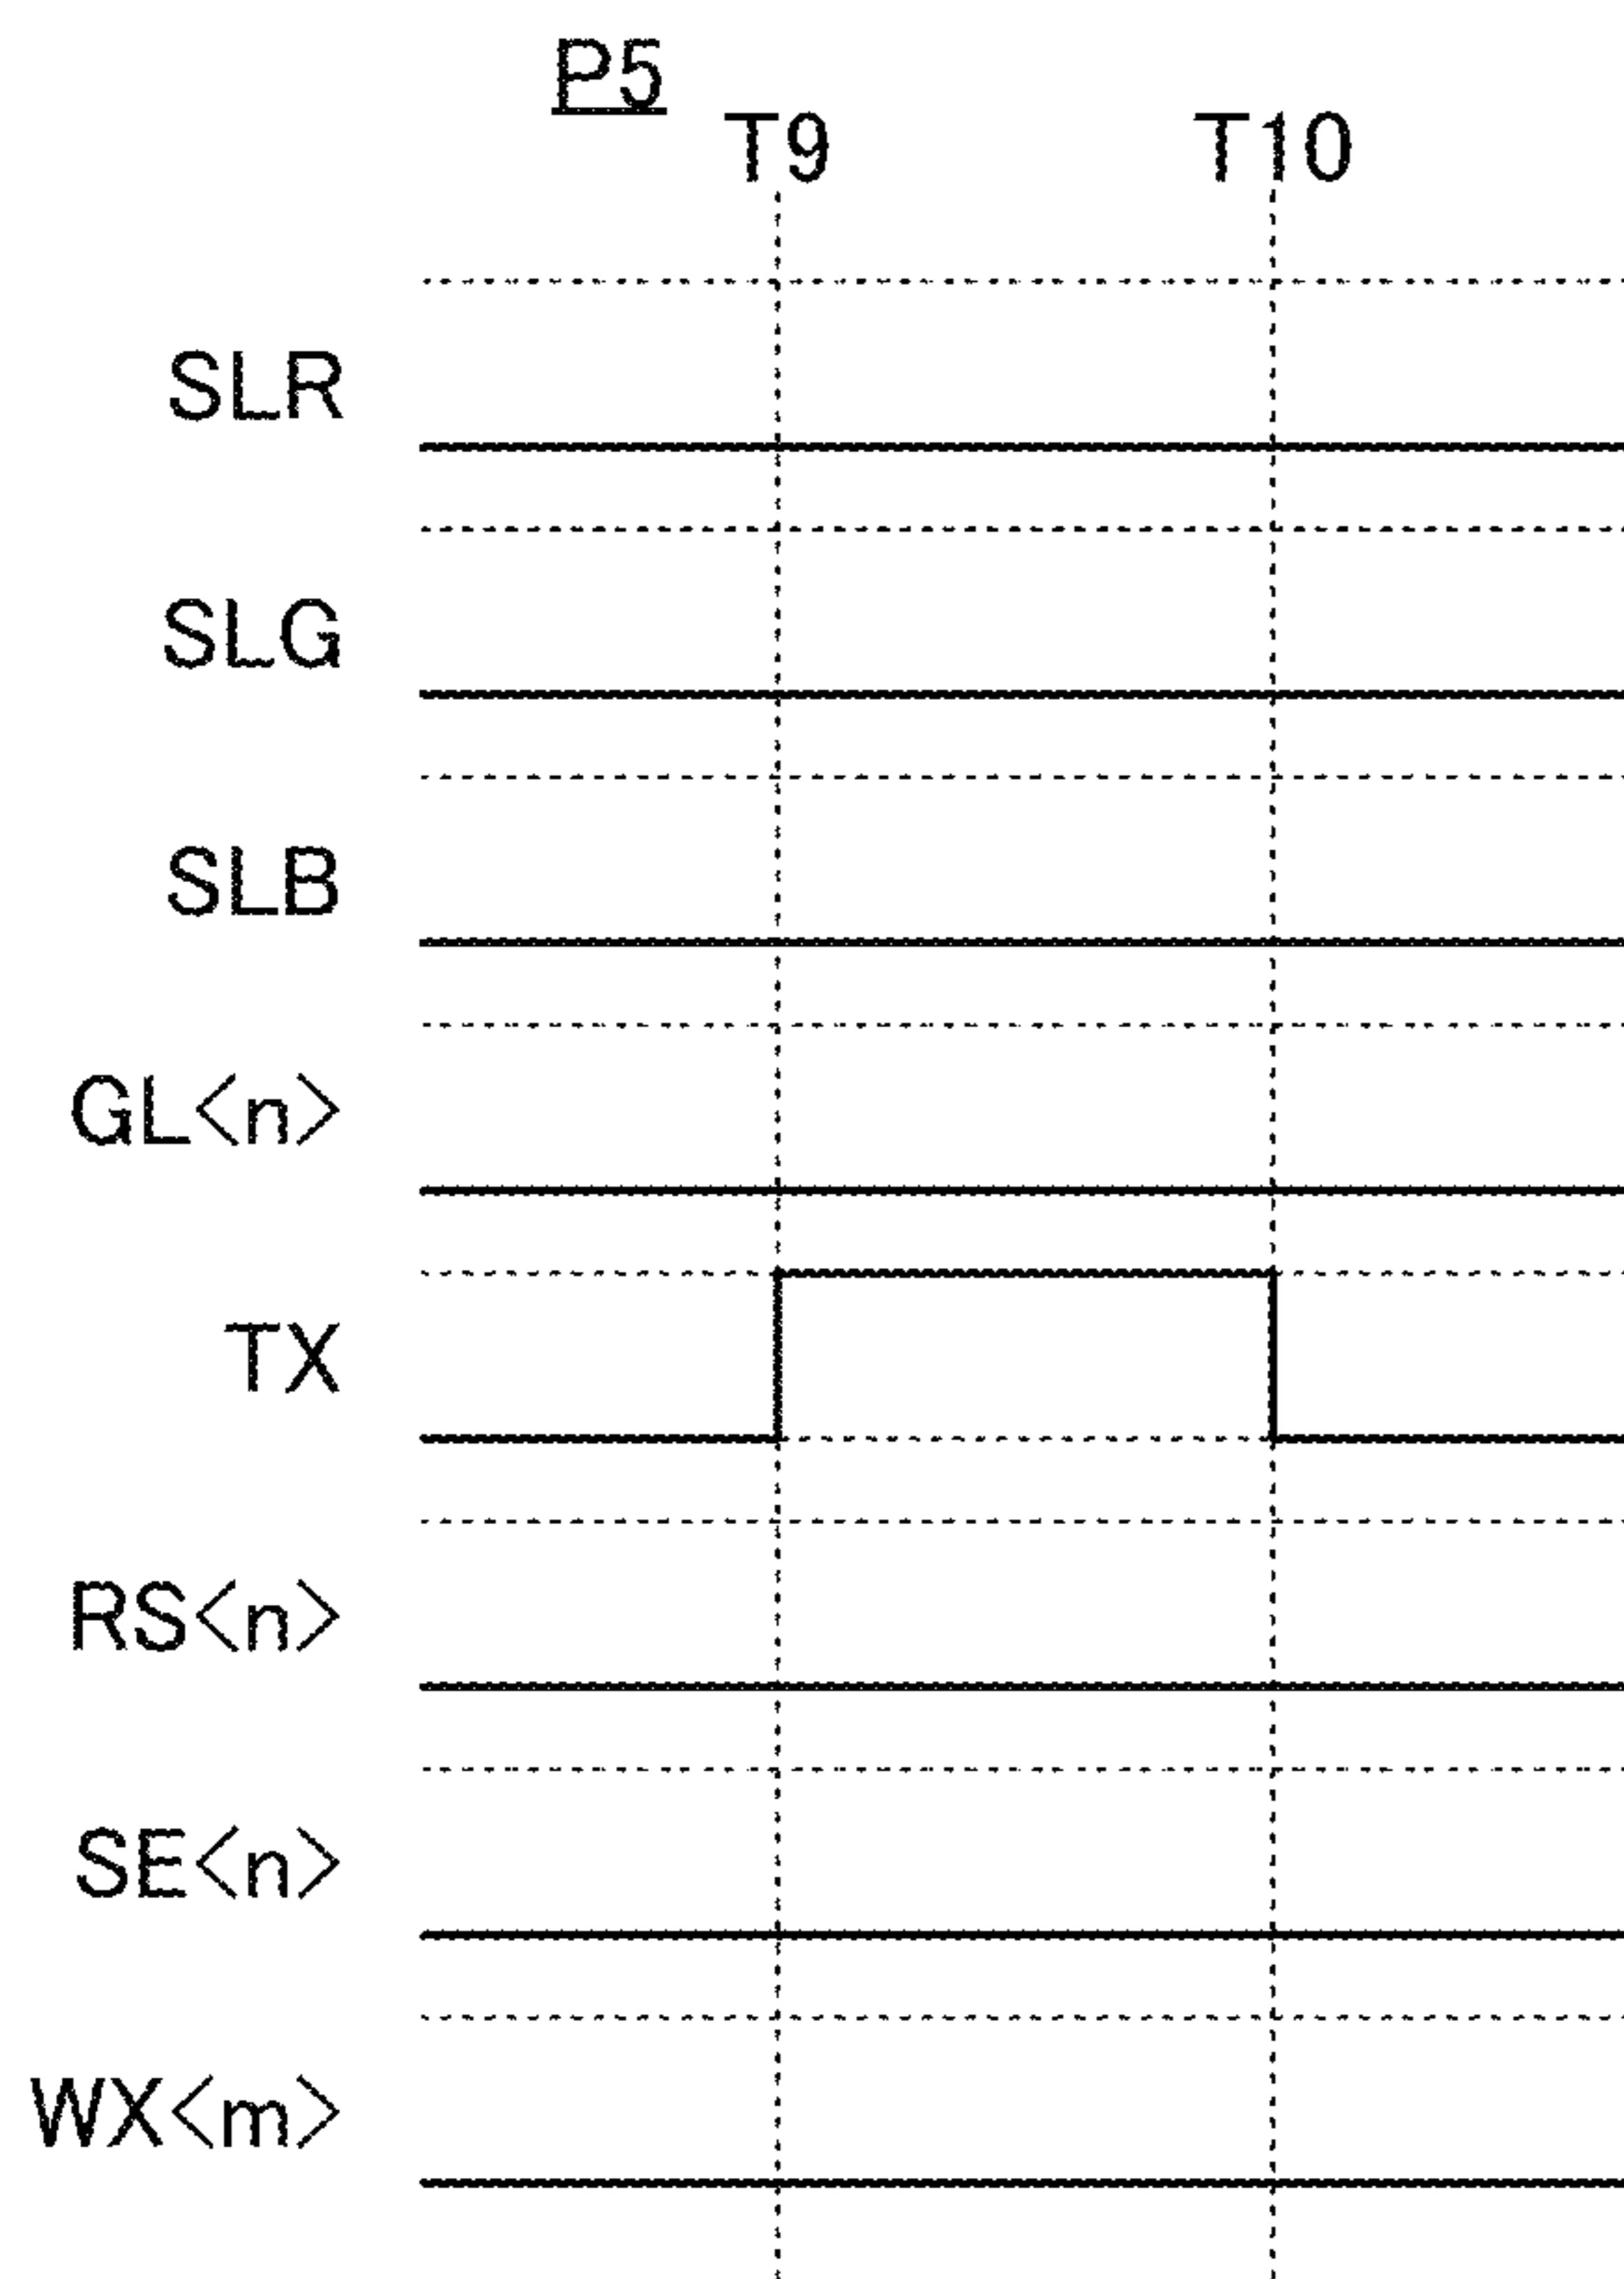 P5
T9 T10
SLR
SLG
SLB
GL<n>
TX
RS<n>
SE<n>
WX<m>